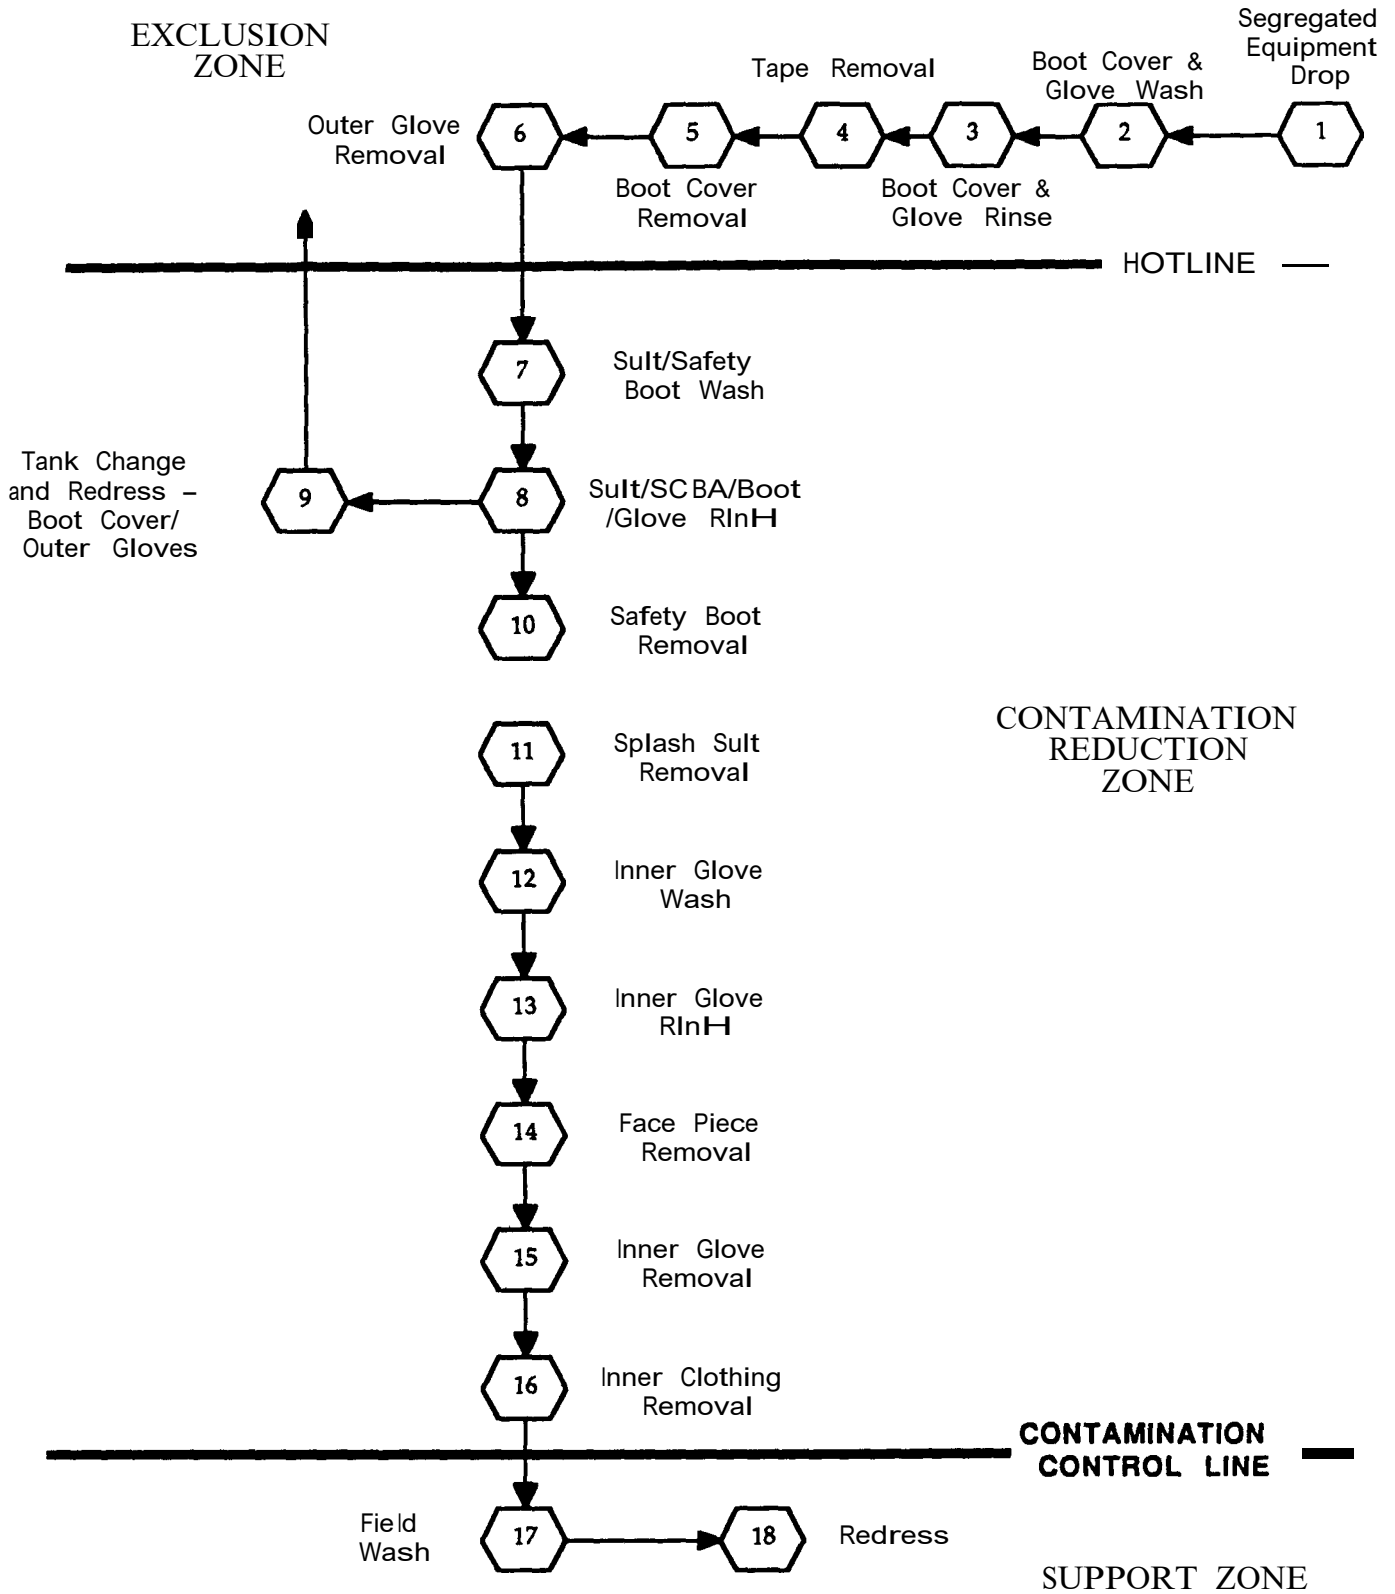 EXCLUSION
ZONE
Segregated
Equipment
Drop
Boot Cover &
Glove Wash
Tape Removal
Outer Glove
Removal
6
5
4
3
2
1
Boot Cover
Removal
Boot Cover &
Glove Rinse
HOTLINE
7
Sult/Safety
Boot Wash
Tank Change
and Redress –
Boot Cover/
Outer Gloves
9
8
Sult/SCBA/Boot
/Glove RInH
10
Safety Boot
Removal
11
Splash Sult
Removal
CONTAMINATION
REDUCTION
ZONE
12
Inner Glove
Wash
13
Inner Glove
RInH
14
Face Piece
Removal
15
Inner Glove
Removal
16
Inner Clothing
Removal
CONTAMINATION
CONTROL LINE
Field
Wash
17
18
Redress
SUPPORT ZONE